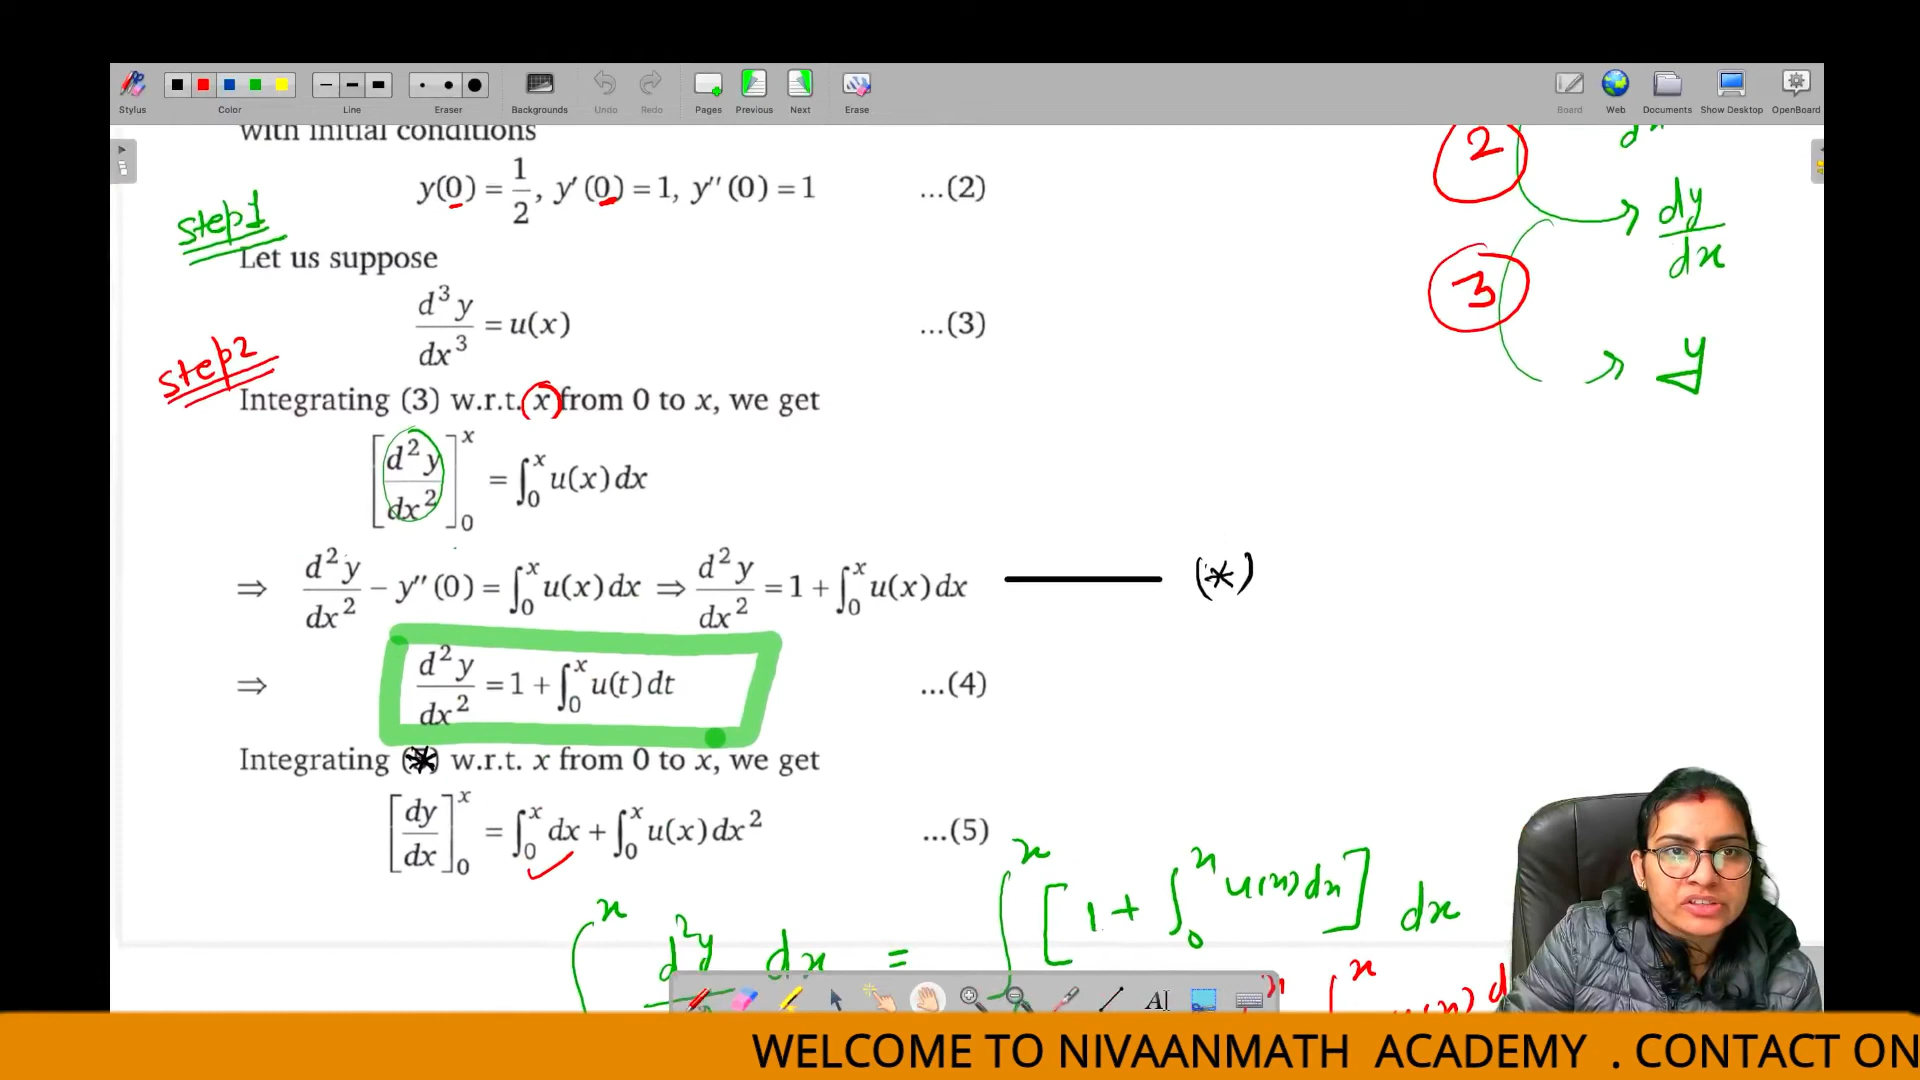 Stylus Color Line Eraser Backgrounds Undo Redo Pages Previous Next Erase Board Web Documents Show Desktop OpenBoard
with initial conditions
y(0) = 1/2, y′(0) = 1, y′′(0) = 1 ...(2)
step1
Let us suppose
d³y/dx³ = u(x) ...(3)
step2
Integrating (3) w.r.t. x from 0 to x, we get
[d²y/dx²]₀ˣ = ∫₀ˣ u(x) dx
⇒ d²y/dx² − y′′(0) = ∫₀ˣ u(x) dx ⇒ d²y/dx² = 1 + ∫₀ˣ u(x) dx (*)
⇒ d²y/dx² = 1 + ∫₀ˣ u(t) dt ...(4)
Integrating (*) w.r.t. x from 0 to x, we get
[dy/dx]₀ˣ = ∫₀ˣ dx + ∫₀ˣ u(x) dx² ...(5)
∫ˣ d²y dx = ∫ˣ [1 + ∫₀ˣ u(x) dx] dx
2
dy/dx
3
y
WELCOME TO NIVAANMATH ACADEMY . CONTACT ON